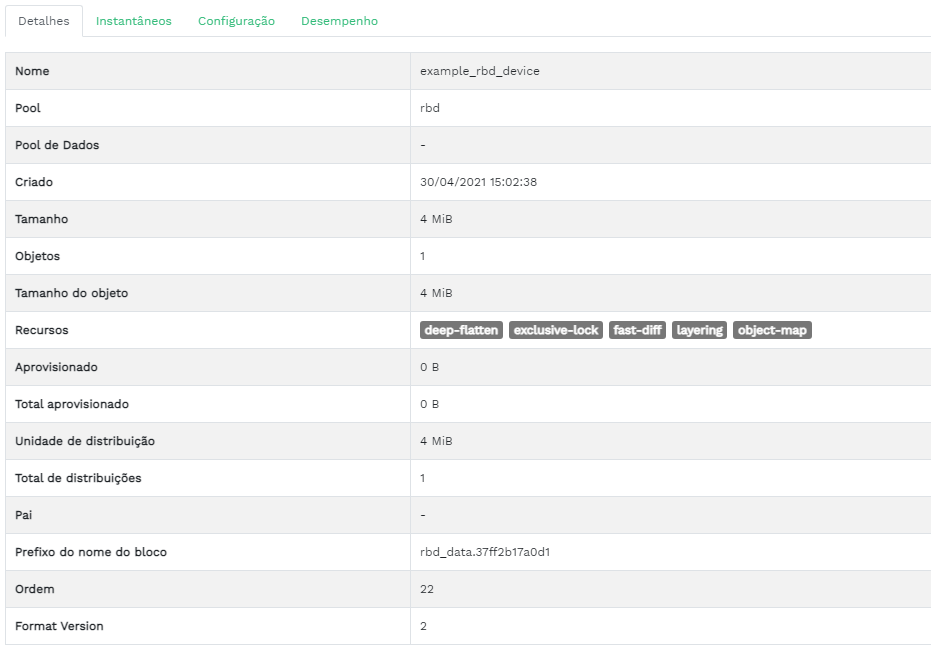 Detalhes Instantâneos Configuração Desempenho
Nome example_rbd_device
Pool rbd
Pool de Dados -
Criado 30/04/2021 15:02:38
Tamanho 4 MiB
Objetos 1
Tamanho do objeto 4 MiB
Recursos deep-flatten exclusive-lock fast-diff layering object-map
Aprovisionado 0 B
Total aprovisionado 0 B
Unidade de distribuição 4 MiB
Total de distribuições 1
Pai -
Prefixo do nome do bloco rbd_data.37ff2b17a0d1
Ordem 22
Format Version 2